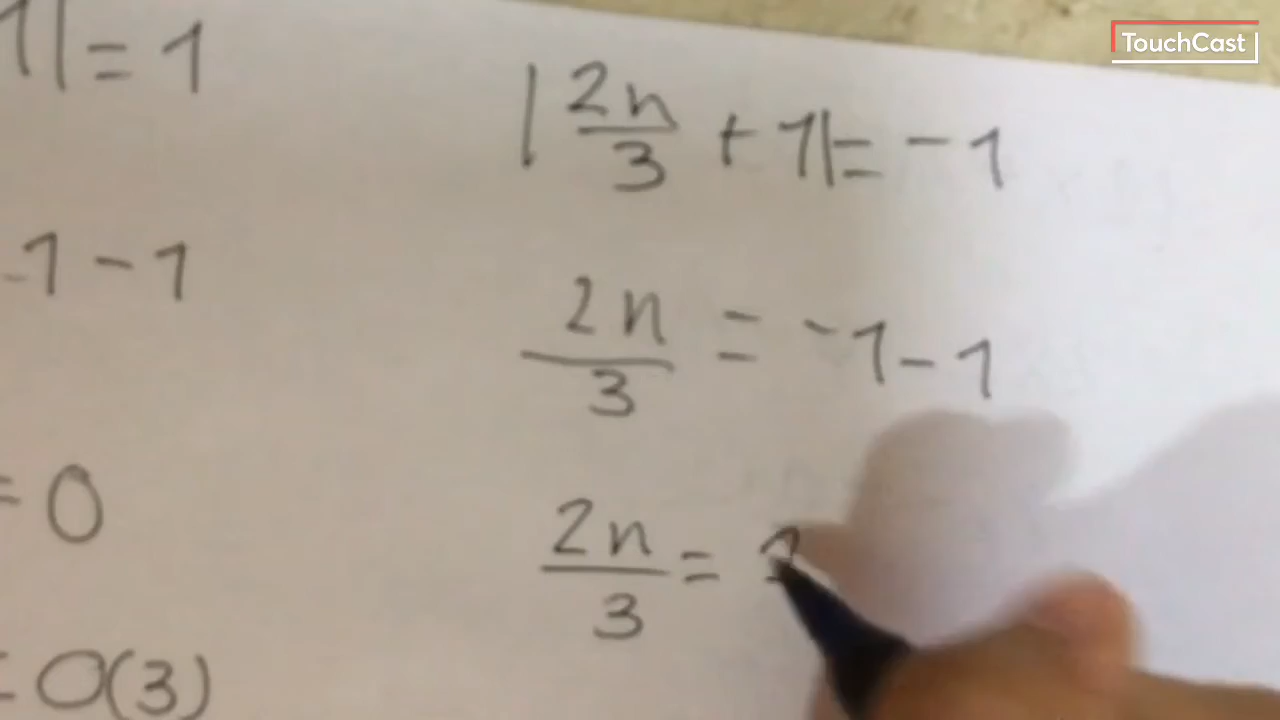 TouchCast
1| = 1
-1 - 1
= 0
= 0(3)
| 2n/3 + 1| = -1
2n/3 = -1 - 1
2n/3 =